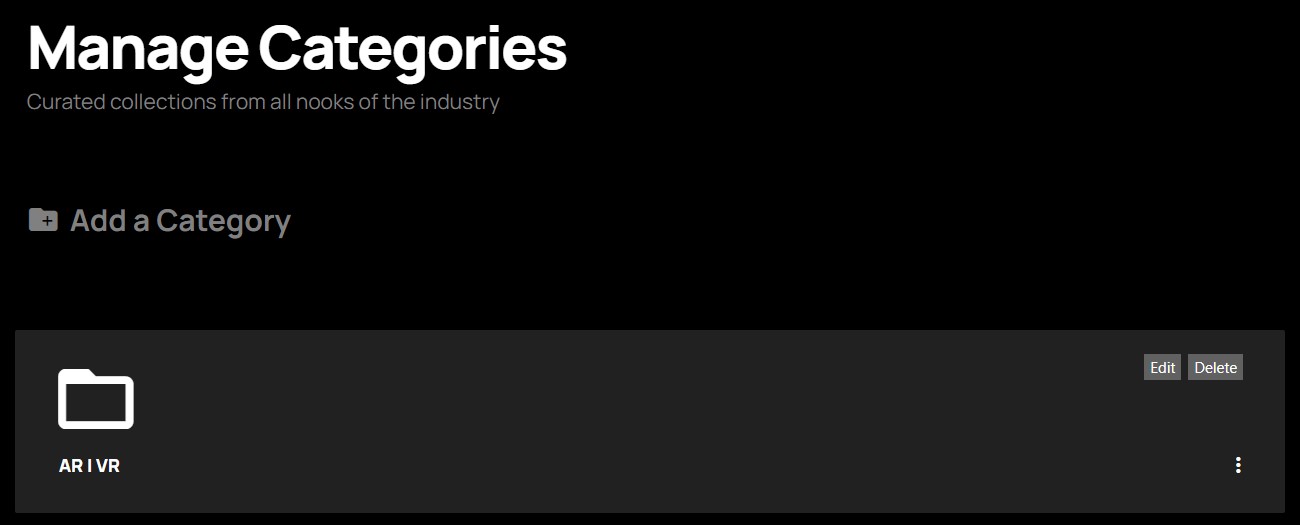 Manage Categories
Curated collections from all nooks of the industry
Add a Category
Edit Delete
AR I VR